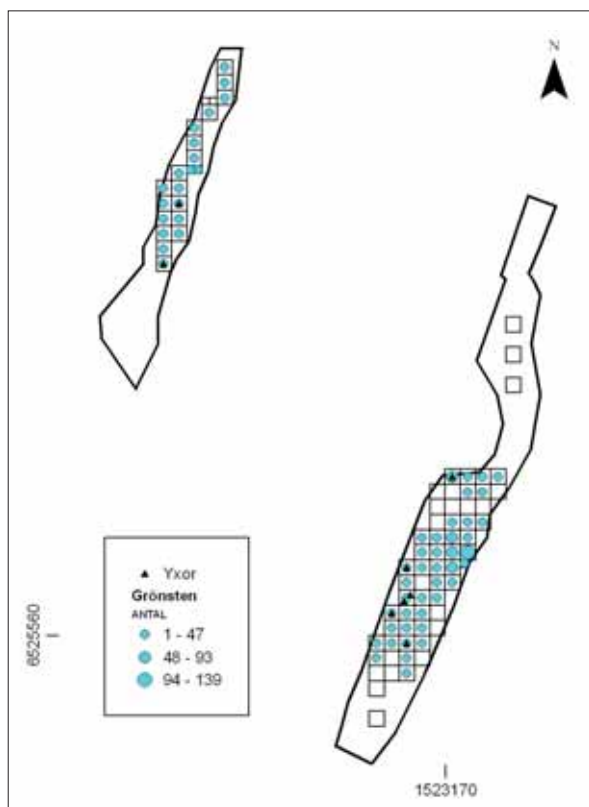 N
Yxor
Grönsten
ANTAL
1 - 47
48 - 93
94 - 139
6525560
1523170